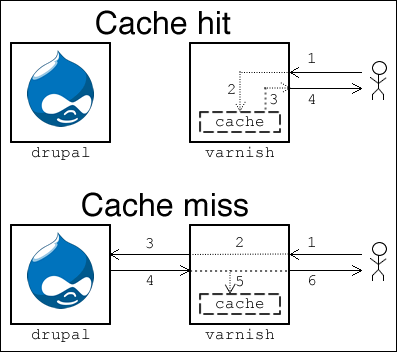 Cache hit
1
2
3
4
cache
drupal
varnish
Cache miss
3
2
1
4
5
6
cache
drupal
varnish